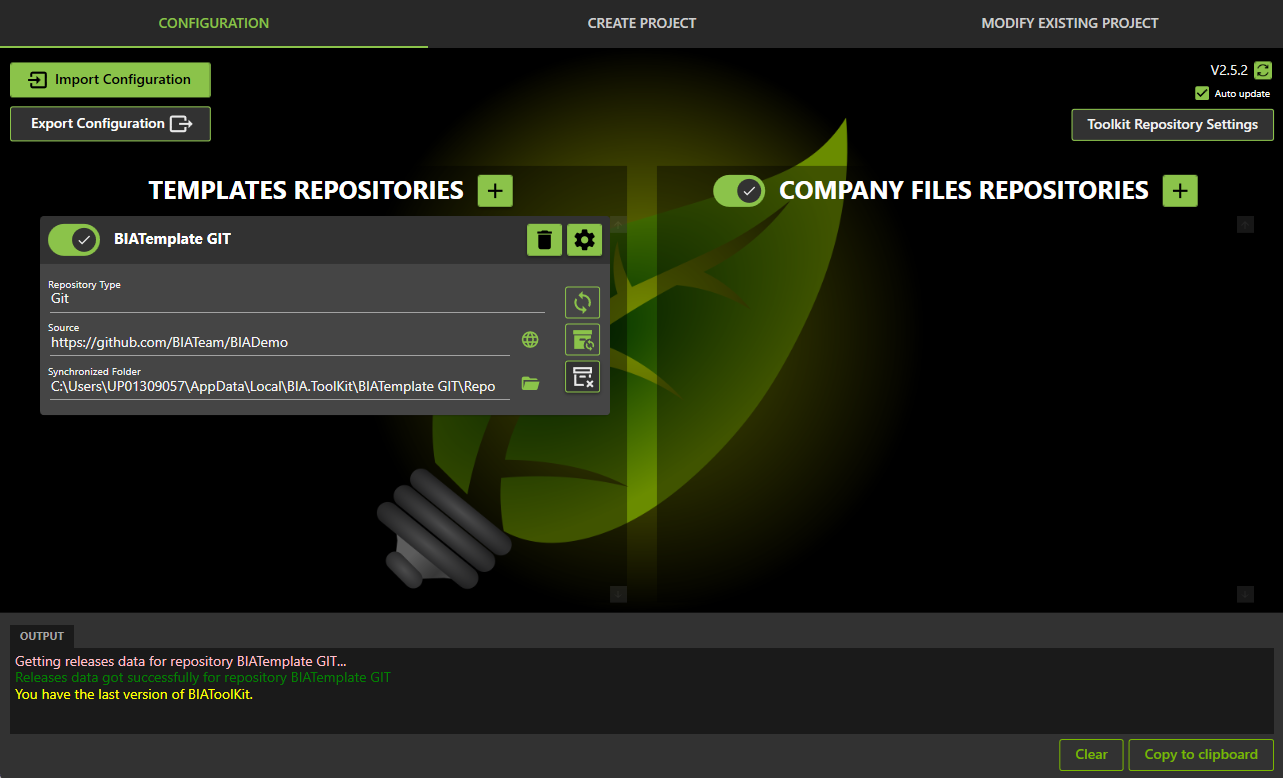 CONFIGURATION
CREATE PROJECT
MODIFY EXISTING PROJECT
Import Configuration
V2.5.2
Auto update
Export Configuration
Toolkit Repository Settings
TEMPLATES REPOSITORIES
COMPANY FILES REPOSITORIES
BIATemplate GIT
Repository Type
Git
Source
https://github.com/BIATeam/BIADemo
Synchronized Folder
C:\Users\UP01309057\AppData\Local\BIA.ToolKit\BIATemplate GIT\Repo
OUTPUT
Getting releases data for repository BIATemplate GIT...
Releases data got successfully for repository BIATemplate GIT
You have the last version of BIAToolKit.
Clear
Copy to clipboard